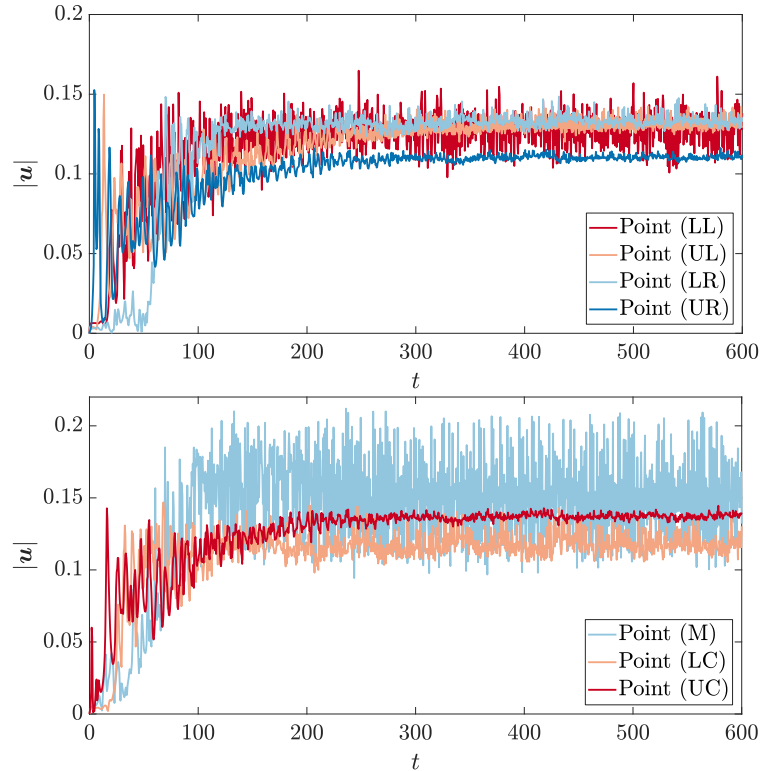 0.2
0.15
0.1
0.05
0
|u|
0 100 200 300 400 500 600
t
Point (LL)
Point (UL)
Point (LR)
Point (UR)
0.2
0.15
0.1
0.05
0
|u|
0 100 200 300 400 500 600
t
Point (M)
Point (LC)
Point (UC)